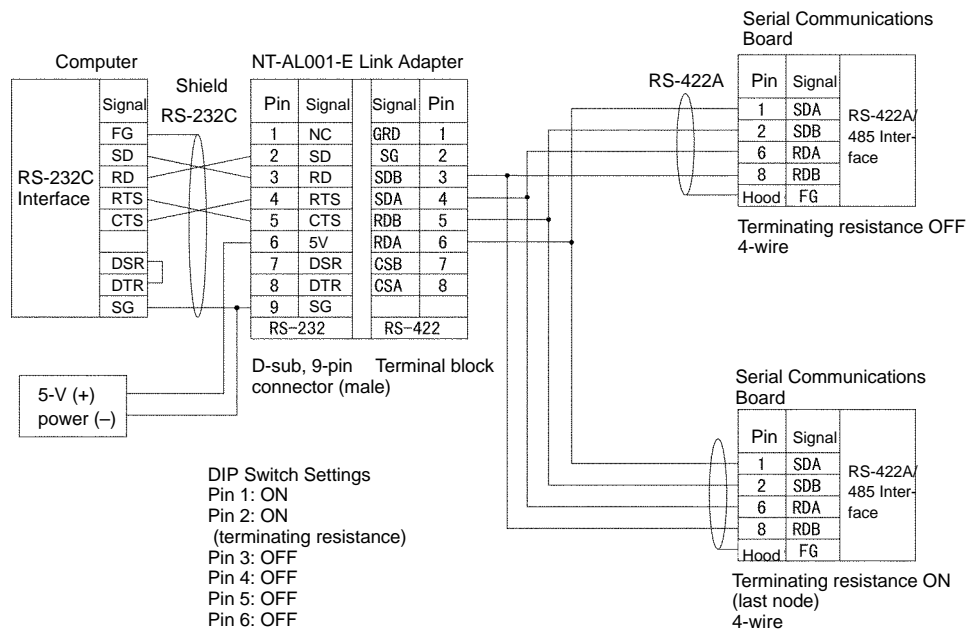 Computer
Signal
FG
SD
RD
RTS
CTS
DSR
DTR
SG
RS-232C
Interface
Shield
RS-232C
NT-AL001-E Link Adapter
Pin Signal Signal Pin
1 NC GRD 1
2 SD SG 2
3 RD SDB 3
4 RTS SDA 4
5 CTS RDB 5
6 5V RDA 6
7 DSR CSB 7
8 DTR CSA 8
9 SG
RS-232 RS-422
D-sub, 9-pin
connector (male)
Terminal block
5-V (+)
power (–)
DIP Switch Settings
Pin 1: ON
Pin 2: ON
(terminating resistance)
Pin 3: OFF
Pin 4: OFF
Pin 5: OFF
Pin 6: OFF
RS-422A
Serial Communications
Board
Pin Signal
1 SDA
2 SDB
6 RDA
8 RDB
Hood FG
RS-422A/
485 Inter-
face
Terminating resistance OFF
4-wire
Serial Communications
Board
Pin Signal
1 SDA
2 SDB
6 RDA
8 RDB
Hood FG
RS-422A/
485 Inter-
face
Terminating resistance ON
(last node)
4-wire